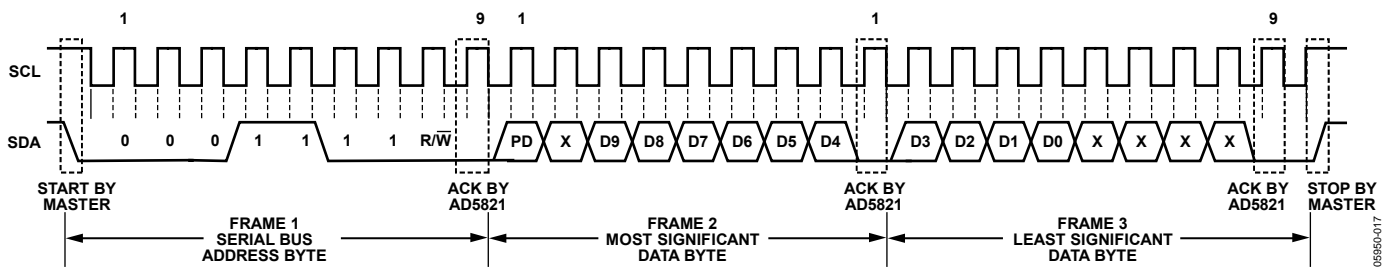 1 9 1 1 9
SCL
SDA 0 0 0 1 1 1 1 R/W̅ PD X D9 D8 D7 D6 D5 D4 D3 D2 D1 D0 X X X X
START BY
MASTER
ACK BY
AD5821
ACK BY
AD5821
ACK BY
AD5821
STOP BY
MASTER
FRAME 1
SERIAL BUS
ADDRESS BYTE
FRAME 2
MOST SIGNIFICANT
DATA BYTE
FRAME 3
LEAST SIGNIFICANT
DATA BYTE
05950-017